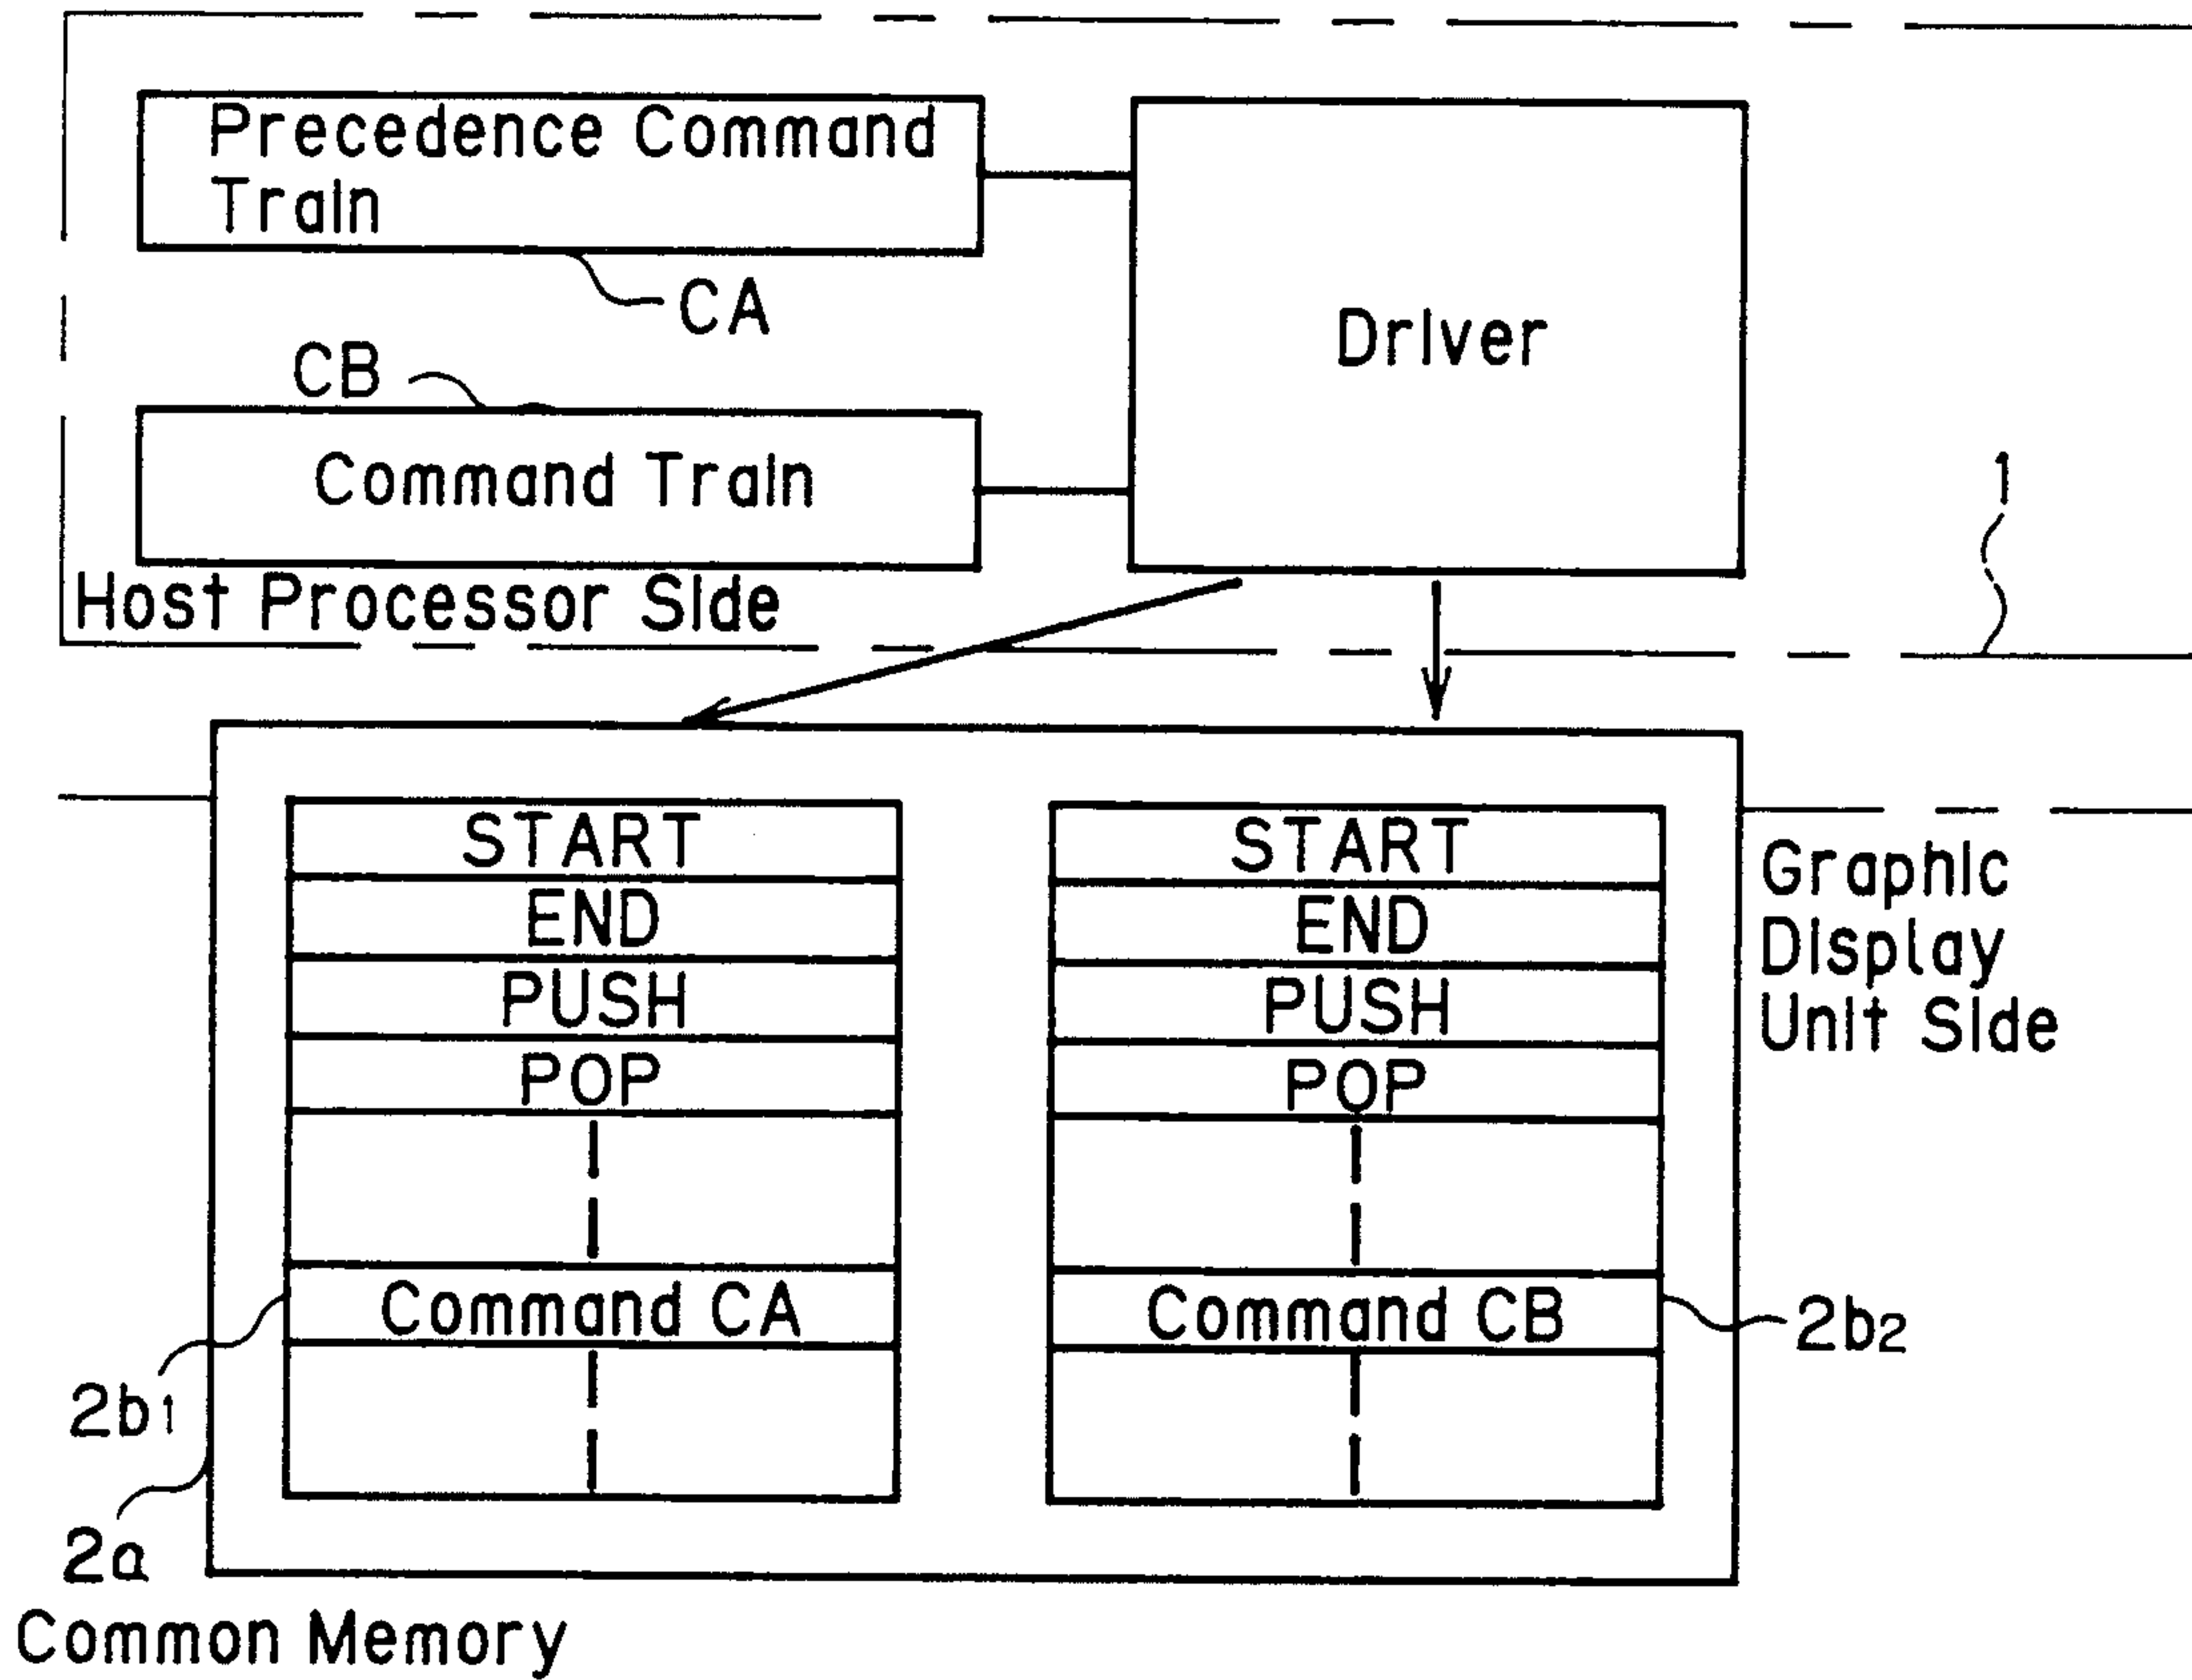 Precedence Command
Train
CA
CB
Driver
Command Train
1
Host Processor Side
START
END
PUSH
POP
Command CA
START
END
PUSH
POP
Command CB
Graphic
Display
Unit Side
2b1
2b2
2a
Common Memory